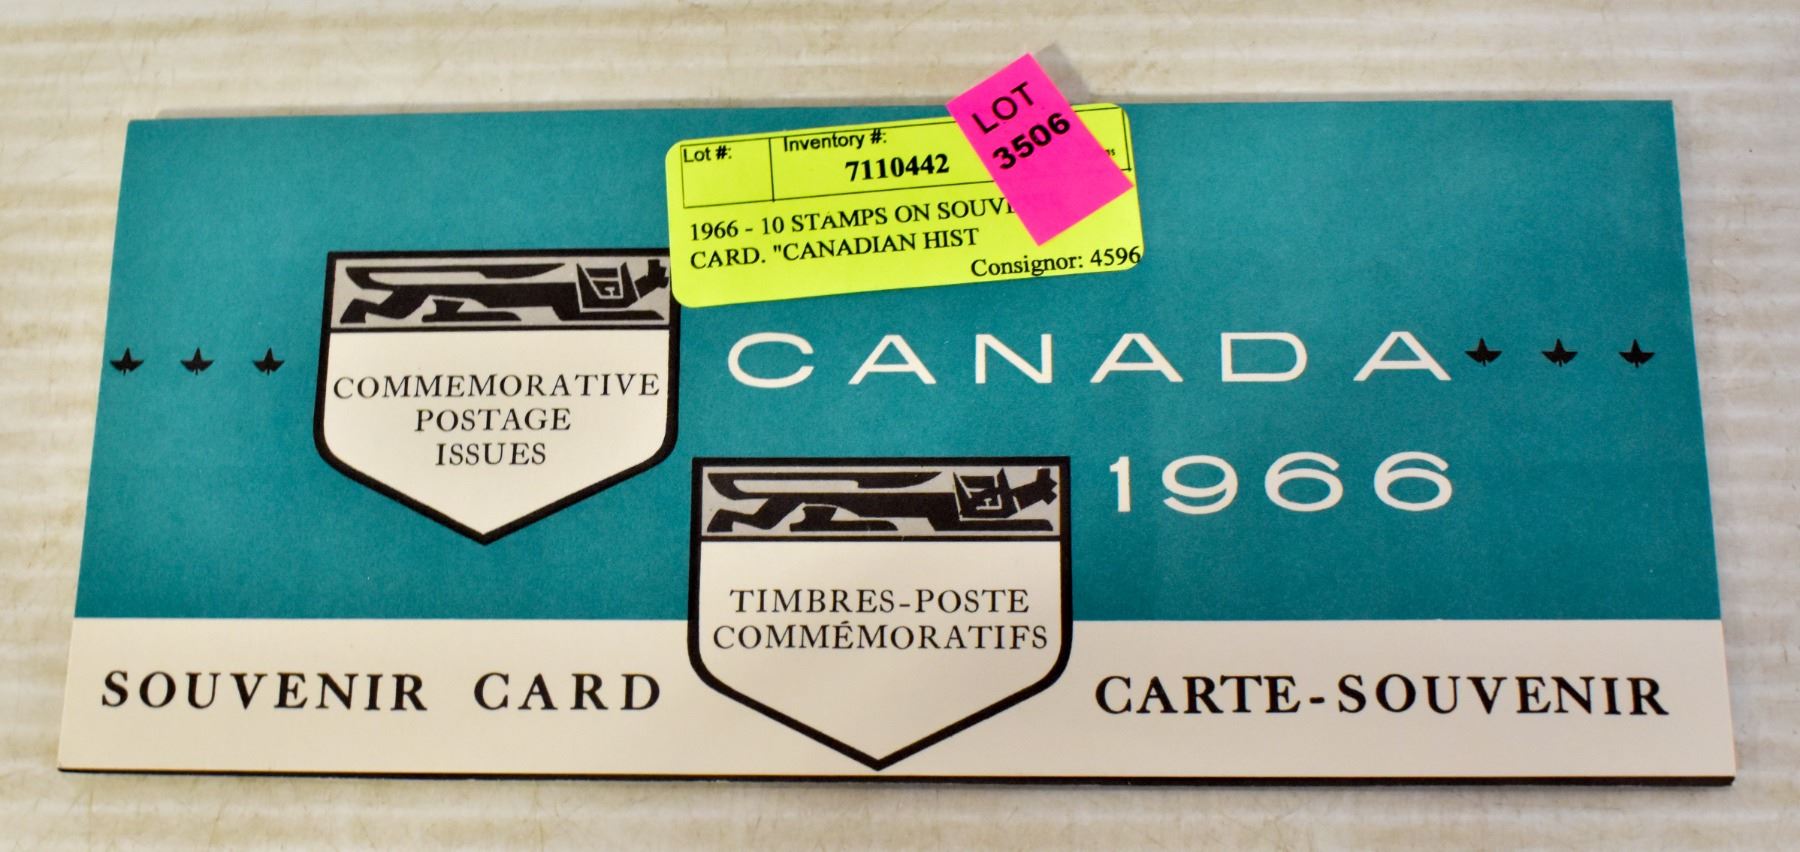 LOT
3506
Lot #: Inventory #:
7110442
1966 - 10 STAMPS ON
CARD. "CANADIAN HIST
Consignor: 4596
COMMEMORATIVE
POSTAGE
ISSUES
CANADA
1966
TIMBRES-POSTE
COMMÉMORATIFS
SOUVENIR CARD
CARTE-SOUVENIR